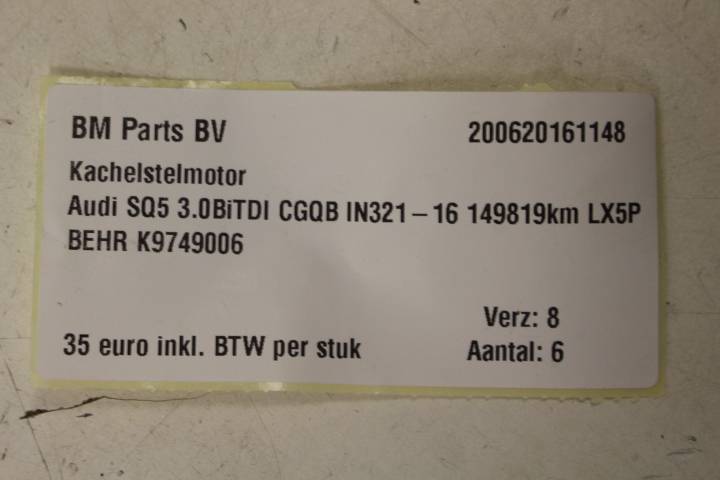 BM Parts BV 200620161148
Kachelstelmotor
Audi SQ5 3.0BiTDI CGQB IN321-16 149819km LX5P
BEHR K9749006
Verz: 8
35 euro inkl. BTW per stuk Aantal: 6